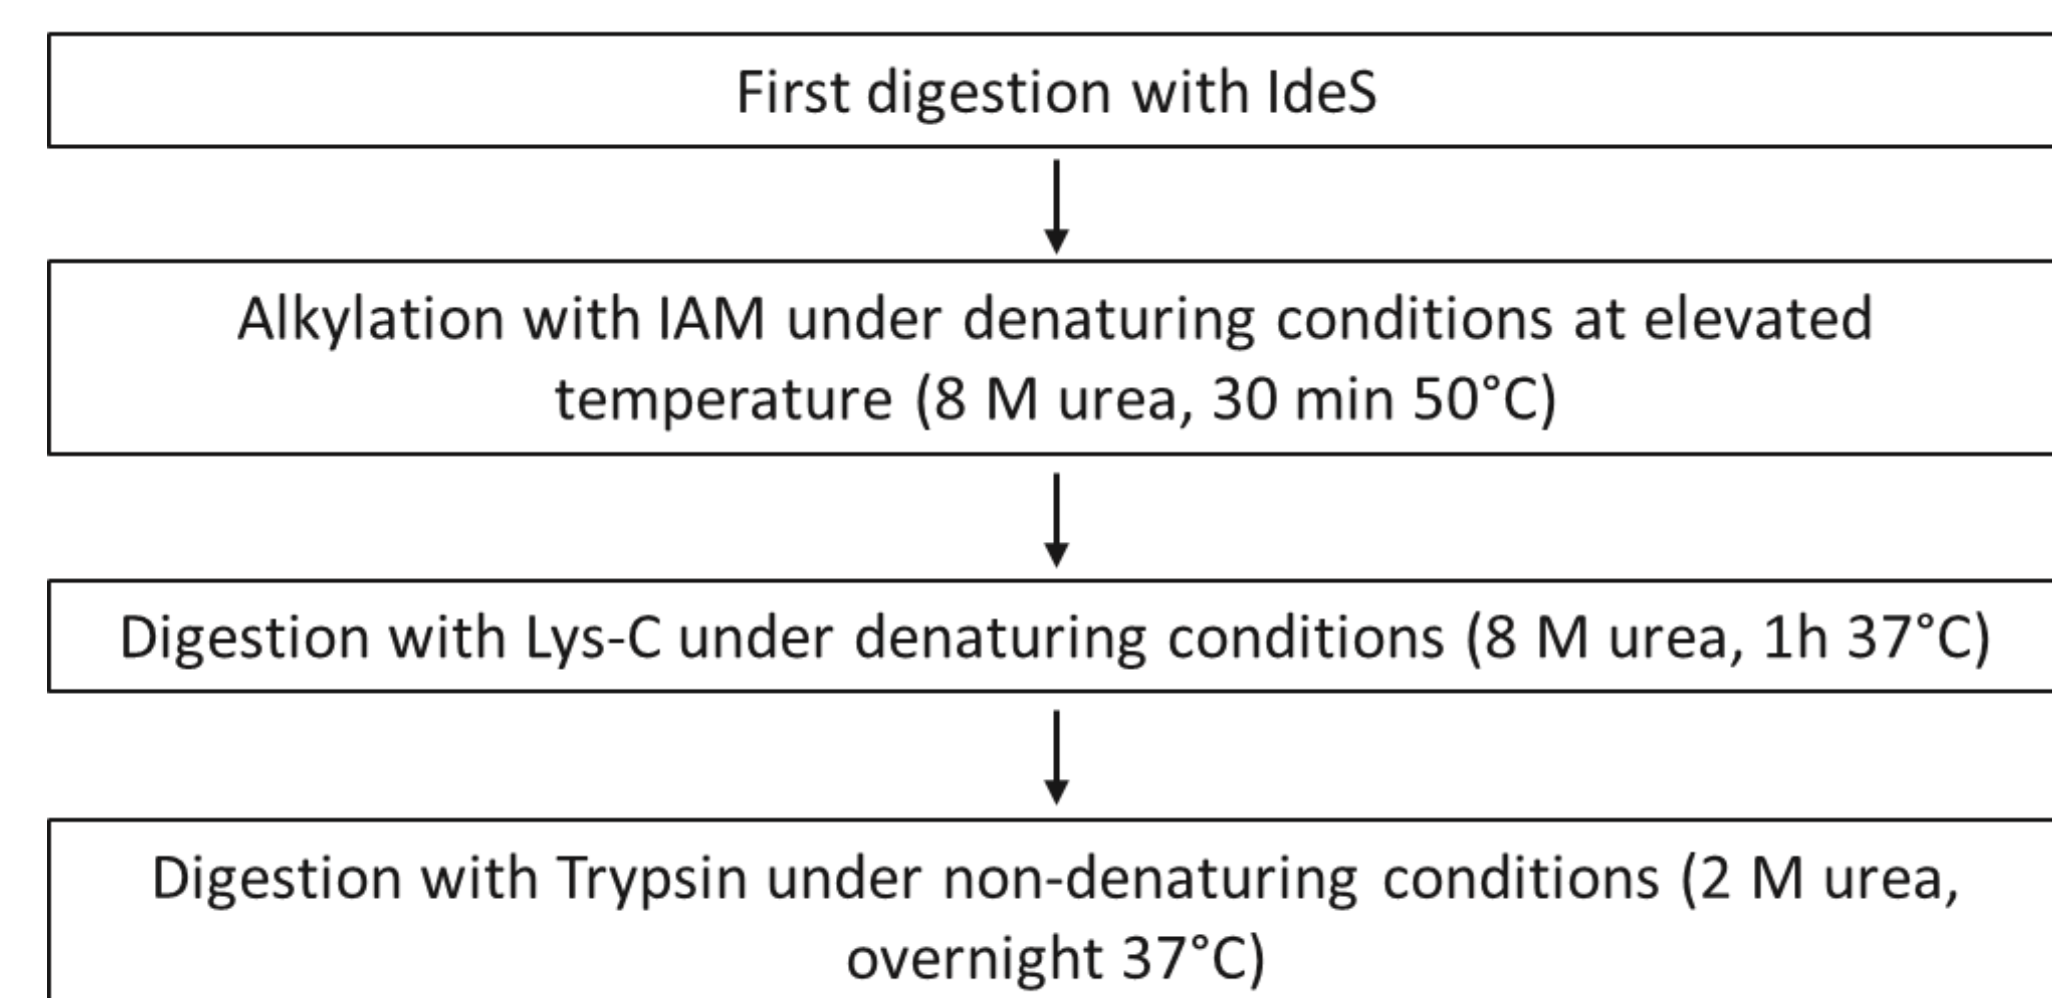 First digestion with IdeS
Alkylation with IAM under denaturing conditions at elevated
temperature (8 M urea, 30 min 50°C)
Digestion with Lys-C under denaturing conditions (8 M urea, 1h 37°C)
Digestion with Trypsin under non-denaturing conditions (2 M urea,
overnight 37°C)